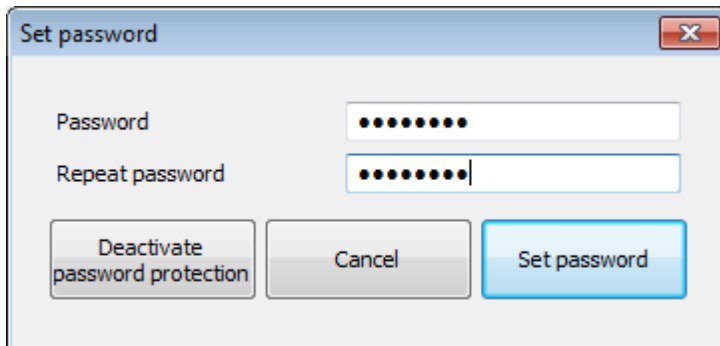 Set password
Password
••••••••
Repeat password
••••••••
Deactivate
password protection
Cancel
Set password